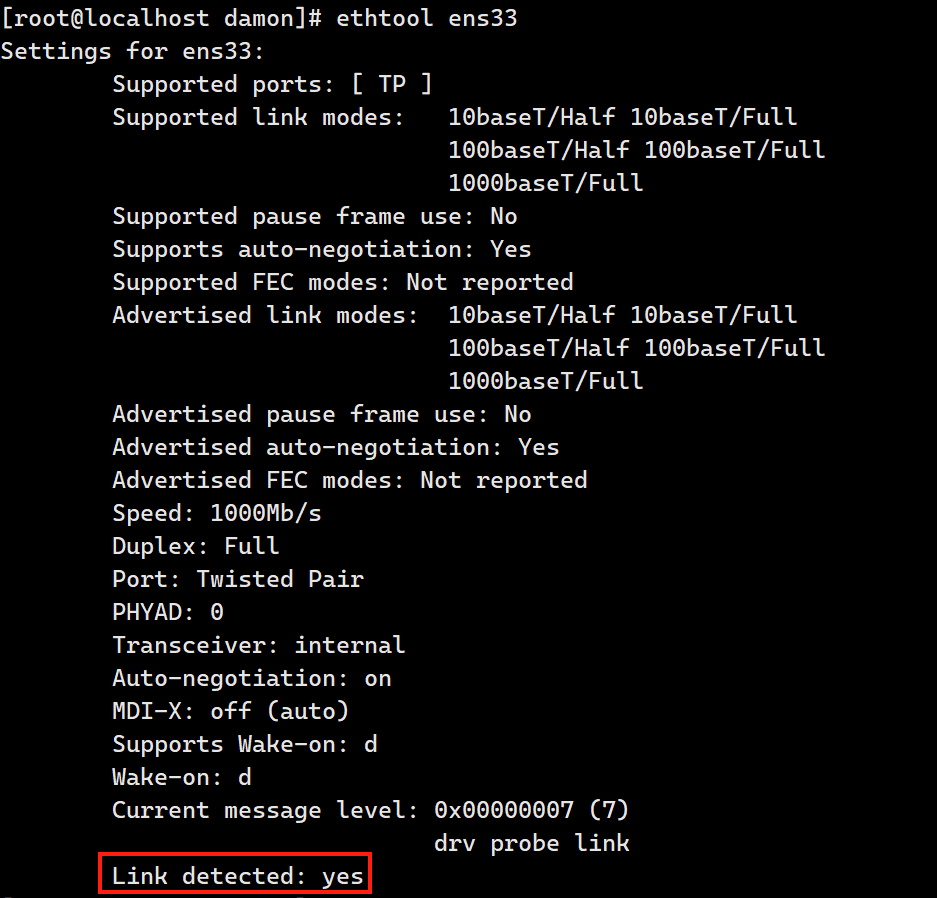 [root@localhost damon]# ethtool ens33
Settings for ens33:
        Supported ports: [ TP ]
        Supported link modes:   10baseT/Half 10baseT/Full
                                100baseT/Half 100baseT/Full
                                1000baseT/Full
        Supported pause frame use: No
        Supports auto-negotiation: Yes
        Supported FEC modes: Not reported
        Advertised link modes:  10baseT/Half 10baseT/Full
                                100baseT/Half 100baseT/Full
                                1000baseT/Full
        Advertised pause frame use: No
        Advertised auto-negotiation: Yes
        Advertised FEC modes: Not reported
        Speed: 1000Mb/s
        Duplex: Full
        Port: Twisted Pair
        PHYAD: 0
        Transceiver: internal
        Auto-negotiation: on
        MDI-X: off (auto)
        Supports Wake-on: d
        Wake-on: d
        Current message level: 0x00000007 (7)
                               drv probe link
        Link detected: yes